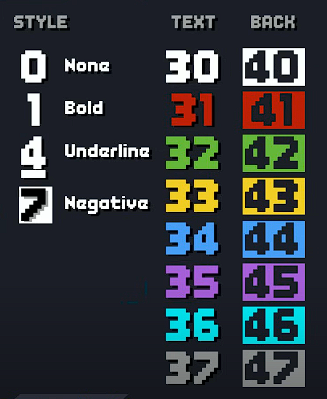 STYLE TEXT BACK
0 None 30 40
1 Bold 31 41
4 Underline 32 42
7 Negative 33 43
34 44
35 45
36 46
37 47